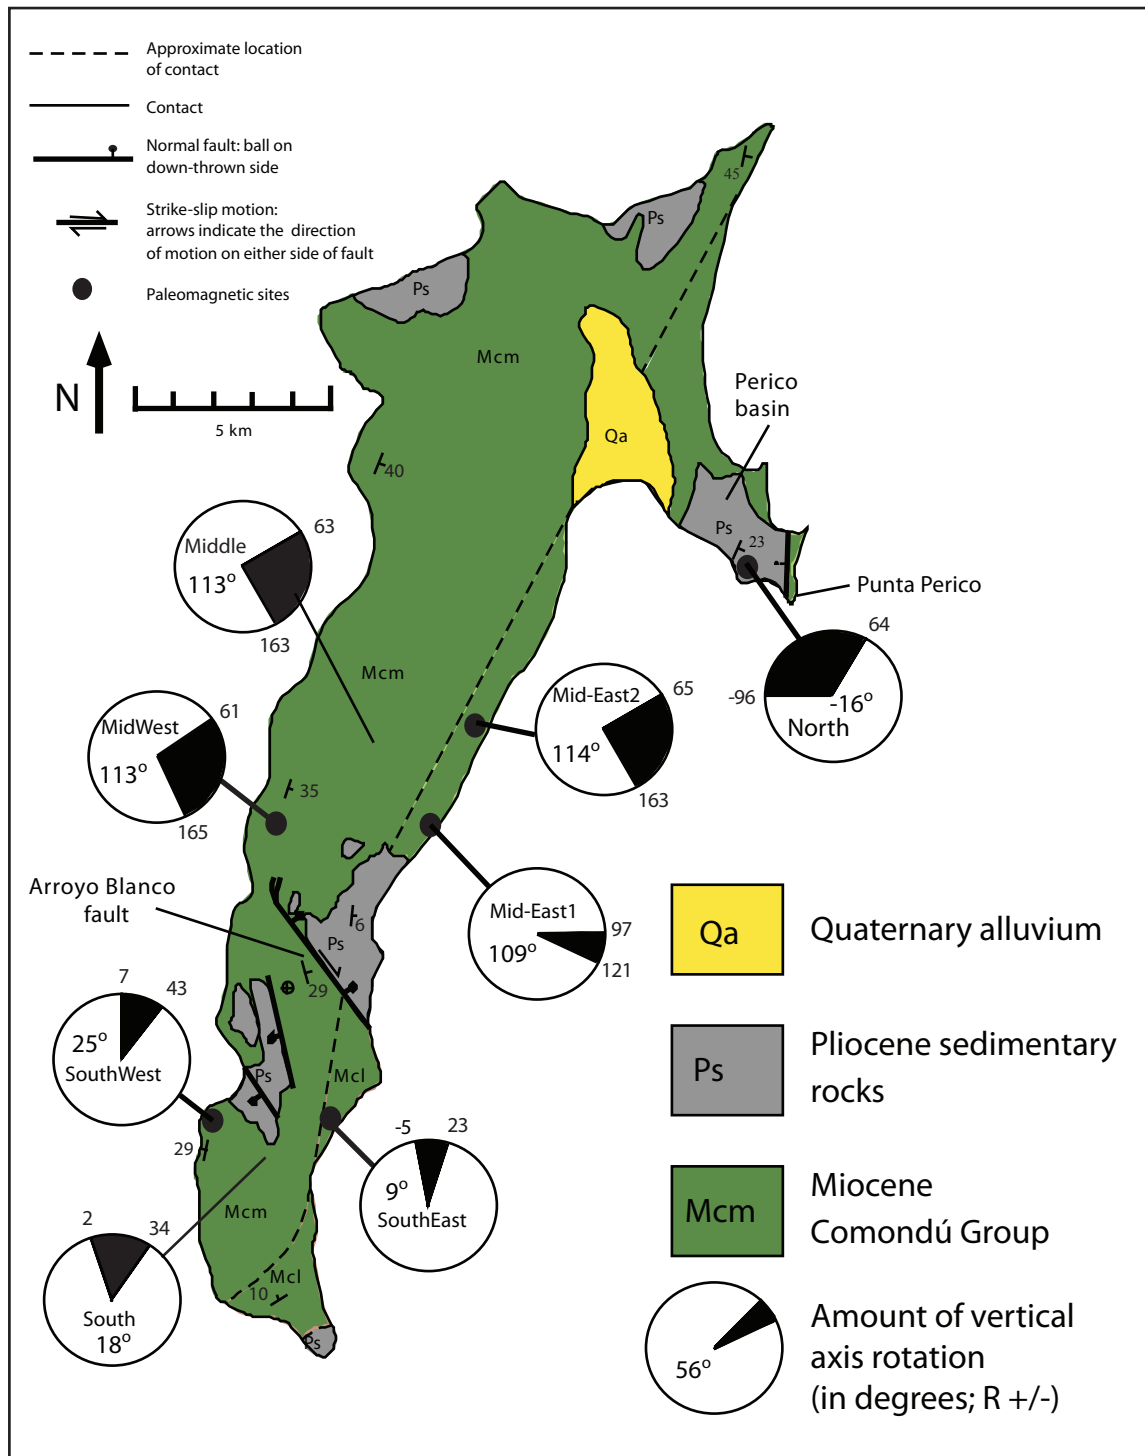 Approximate location
of contact
Contact
Normal fault: ball on
down-thrown side
Strike-slip motion:
arrows indicate the direction
of motion on either side of fault
Paleomagnetic sites
N
5 km
45
Ps
Ps
Mcm
Perico
basin
Qa
40
Ps
23
Punta Perico
63
Middle
113°
163
64
-96
-16°
North
Mcm
Mid-East2
65
114°
163
61
MidWest
113°
165
35
Arroyo Blanco
fault
6
Ps
Mid-East1
97
109°
121
29
7
43
25°
SouthWest
Ps
Mcl
29
-5
23
9°
SouthEast
Mcm
2
34
South
18°
Mcl
10
Ps
Qa
Quaternary alluvium
Ps
Pliocene sedimentary
rocks
Mcm
Miocene
Comondú Group
56°
Amount of vertical
axis rotation
(in degrees; R +/-)